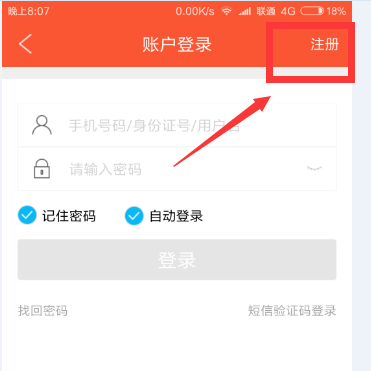 晚上8:07 0.00K/s 联通 4G 18%
账户登录 注册
手机号码/身份证号/用户名
请输入密码
记住密码 自动登录
登录
找回密码 短信验证码登录